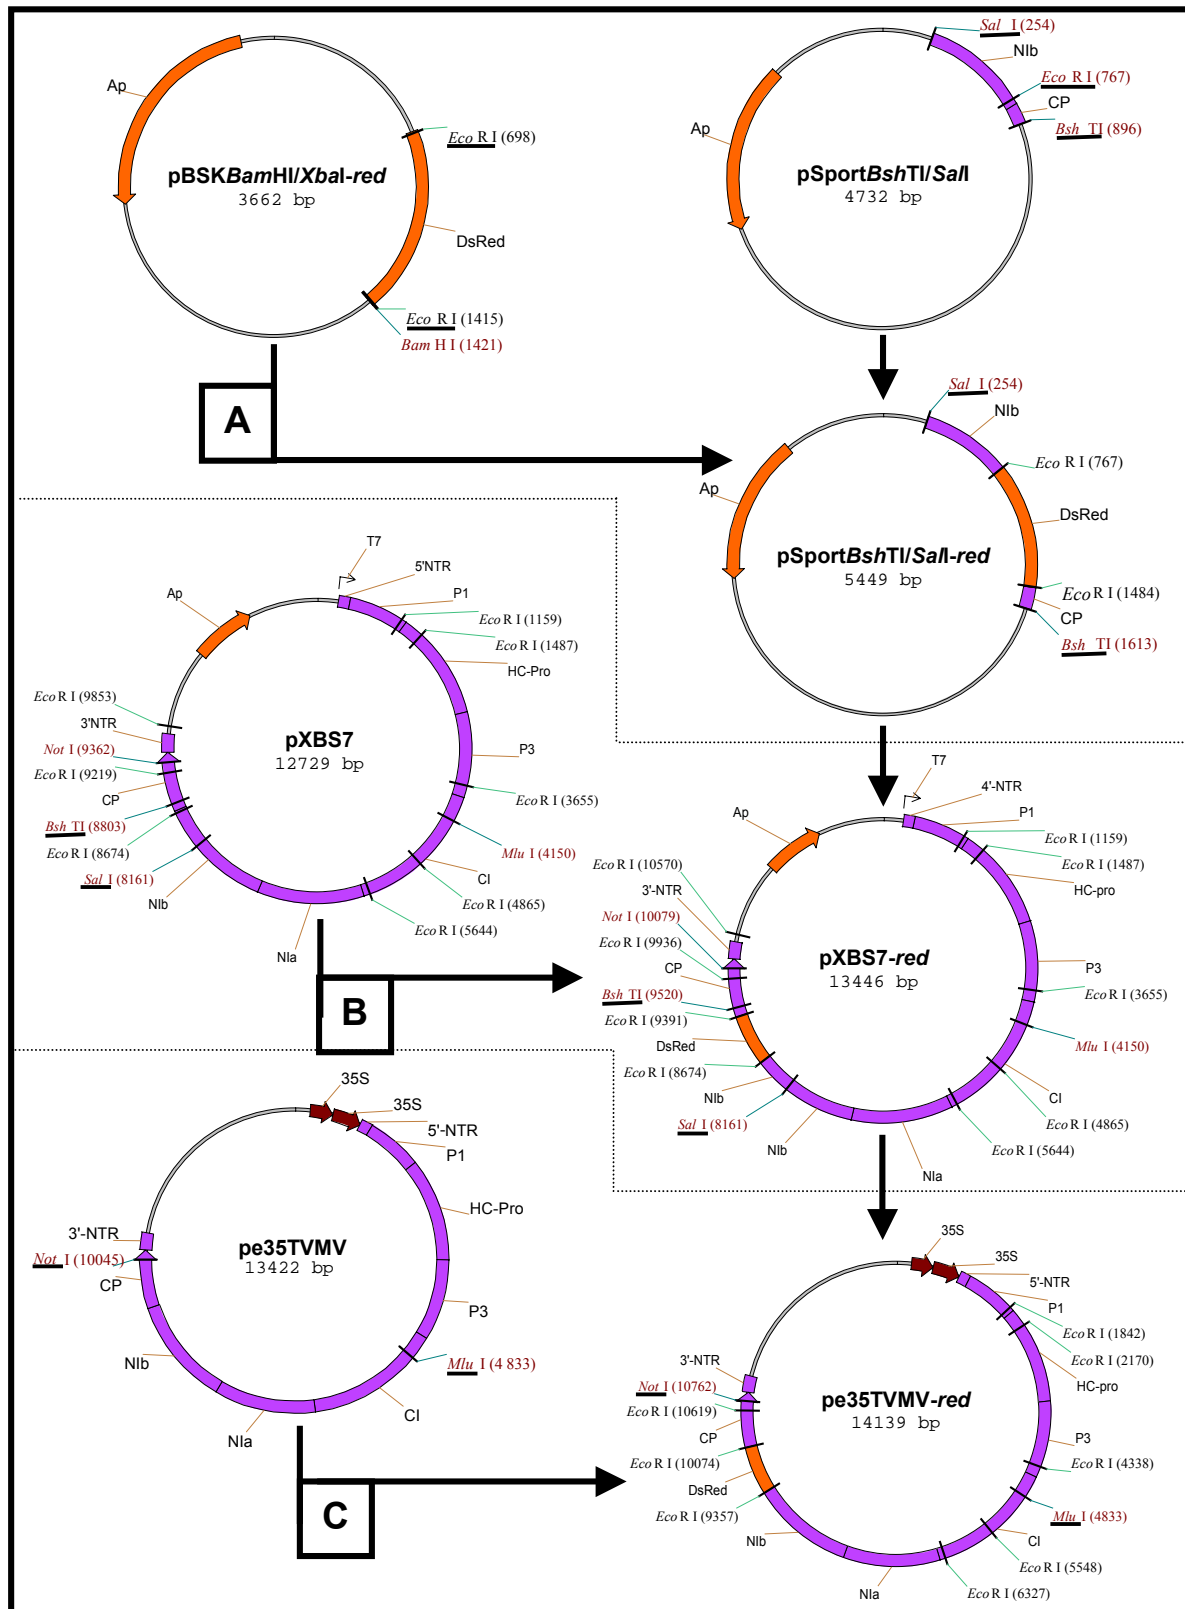 Ap
Eco R I (698)
pBSKBamHI/XbaI-red
3662 bp
DsRed
Eco R I (1415)
Bam H I (1421)
Sal I (254)
NIb
Eco R I (767)
CP
Bsh TI (896)
Ap
pSportBshTI/SalI
4732 bp
A
Sal I (254)
NIb
Eco R I (767)
Ap
DsRed
pSportBshTI/SalI-red
5449 bp
Eco R I (1484)
CP
Bsh TI (1613)
T7
5'NTR
Ap
P1
Eco R I (1159)
Eco R I (1487)
HC-Pro
Eco R I (9853)
3'NTR
pXBS7
12729 bp
Not I (9362)
P3
Eco R I (9219)
CP
Eco R I (3655)
Bsh TI (8803)
Eco R I (8674)
Mlu I (4150)
Sal I (8161)
CI
NIb
Eco R I (4865)
NIa
Eco R I (5644)
B
T7
4'-NTR
P1
Ap
Eco R I (1159)
Eco R I (1487)
Eco R I (10570)
HC-pro
3'-NTR
Not I (10079)
Eco R I (9936)
pXBS7-red
13446 bp
CP
P3
Bsh TI (9520)
Eco R I (3655)
Eco R I (9391)
DsRed
Mlu I (4150)
Eco R I (8674)
CI
NIb
Sal I (8161)
Eco R I (4865)
NIb
Eco R I (5644)
NIa
35S
35S
5'-NTR
P1
HC-Pro
3'-NTR
Not I (10045)
pe35TVMV
13422 bp
CP
P3
NIb
Mlu I (4 833)
CI
NIa
C
35S
35S
5'-NTR
P1
Eco R I (1842)
Eco R I (2170)
3'-NTR
HC-pro
Not I (10762)
Eco R I (10619)
pe35TVMV-red
14139 bp
CP
P3
Eco R I (10074)
Eco R I (4338)
DsRed
Eco R I (9357)
Mlu I (4833)
NIb
CI
Eco R I (5548)
NIa
Eco R I (6327)